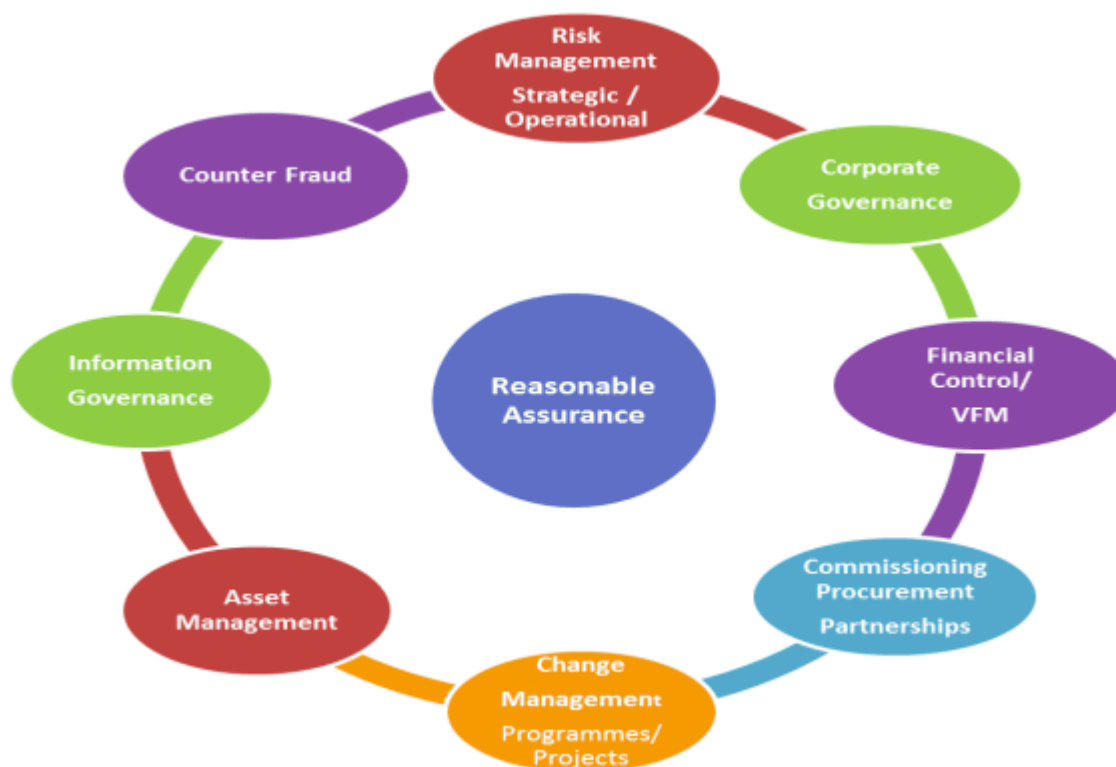 Risk
Management
Strategic /
Operational
Corporate
Governance
Financial
Control/
VFM
Commissioning
Procurement
Partnerships
Change
Management
Programmes/
Projects
Asset
Management
Information
Governance
Counter Fraud
Reasonable
Assurance